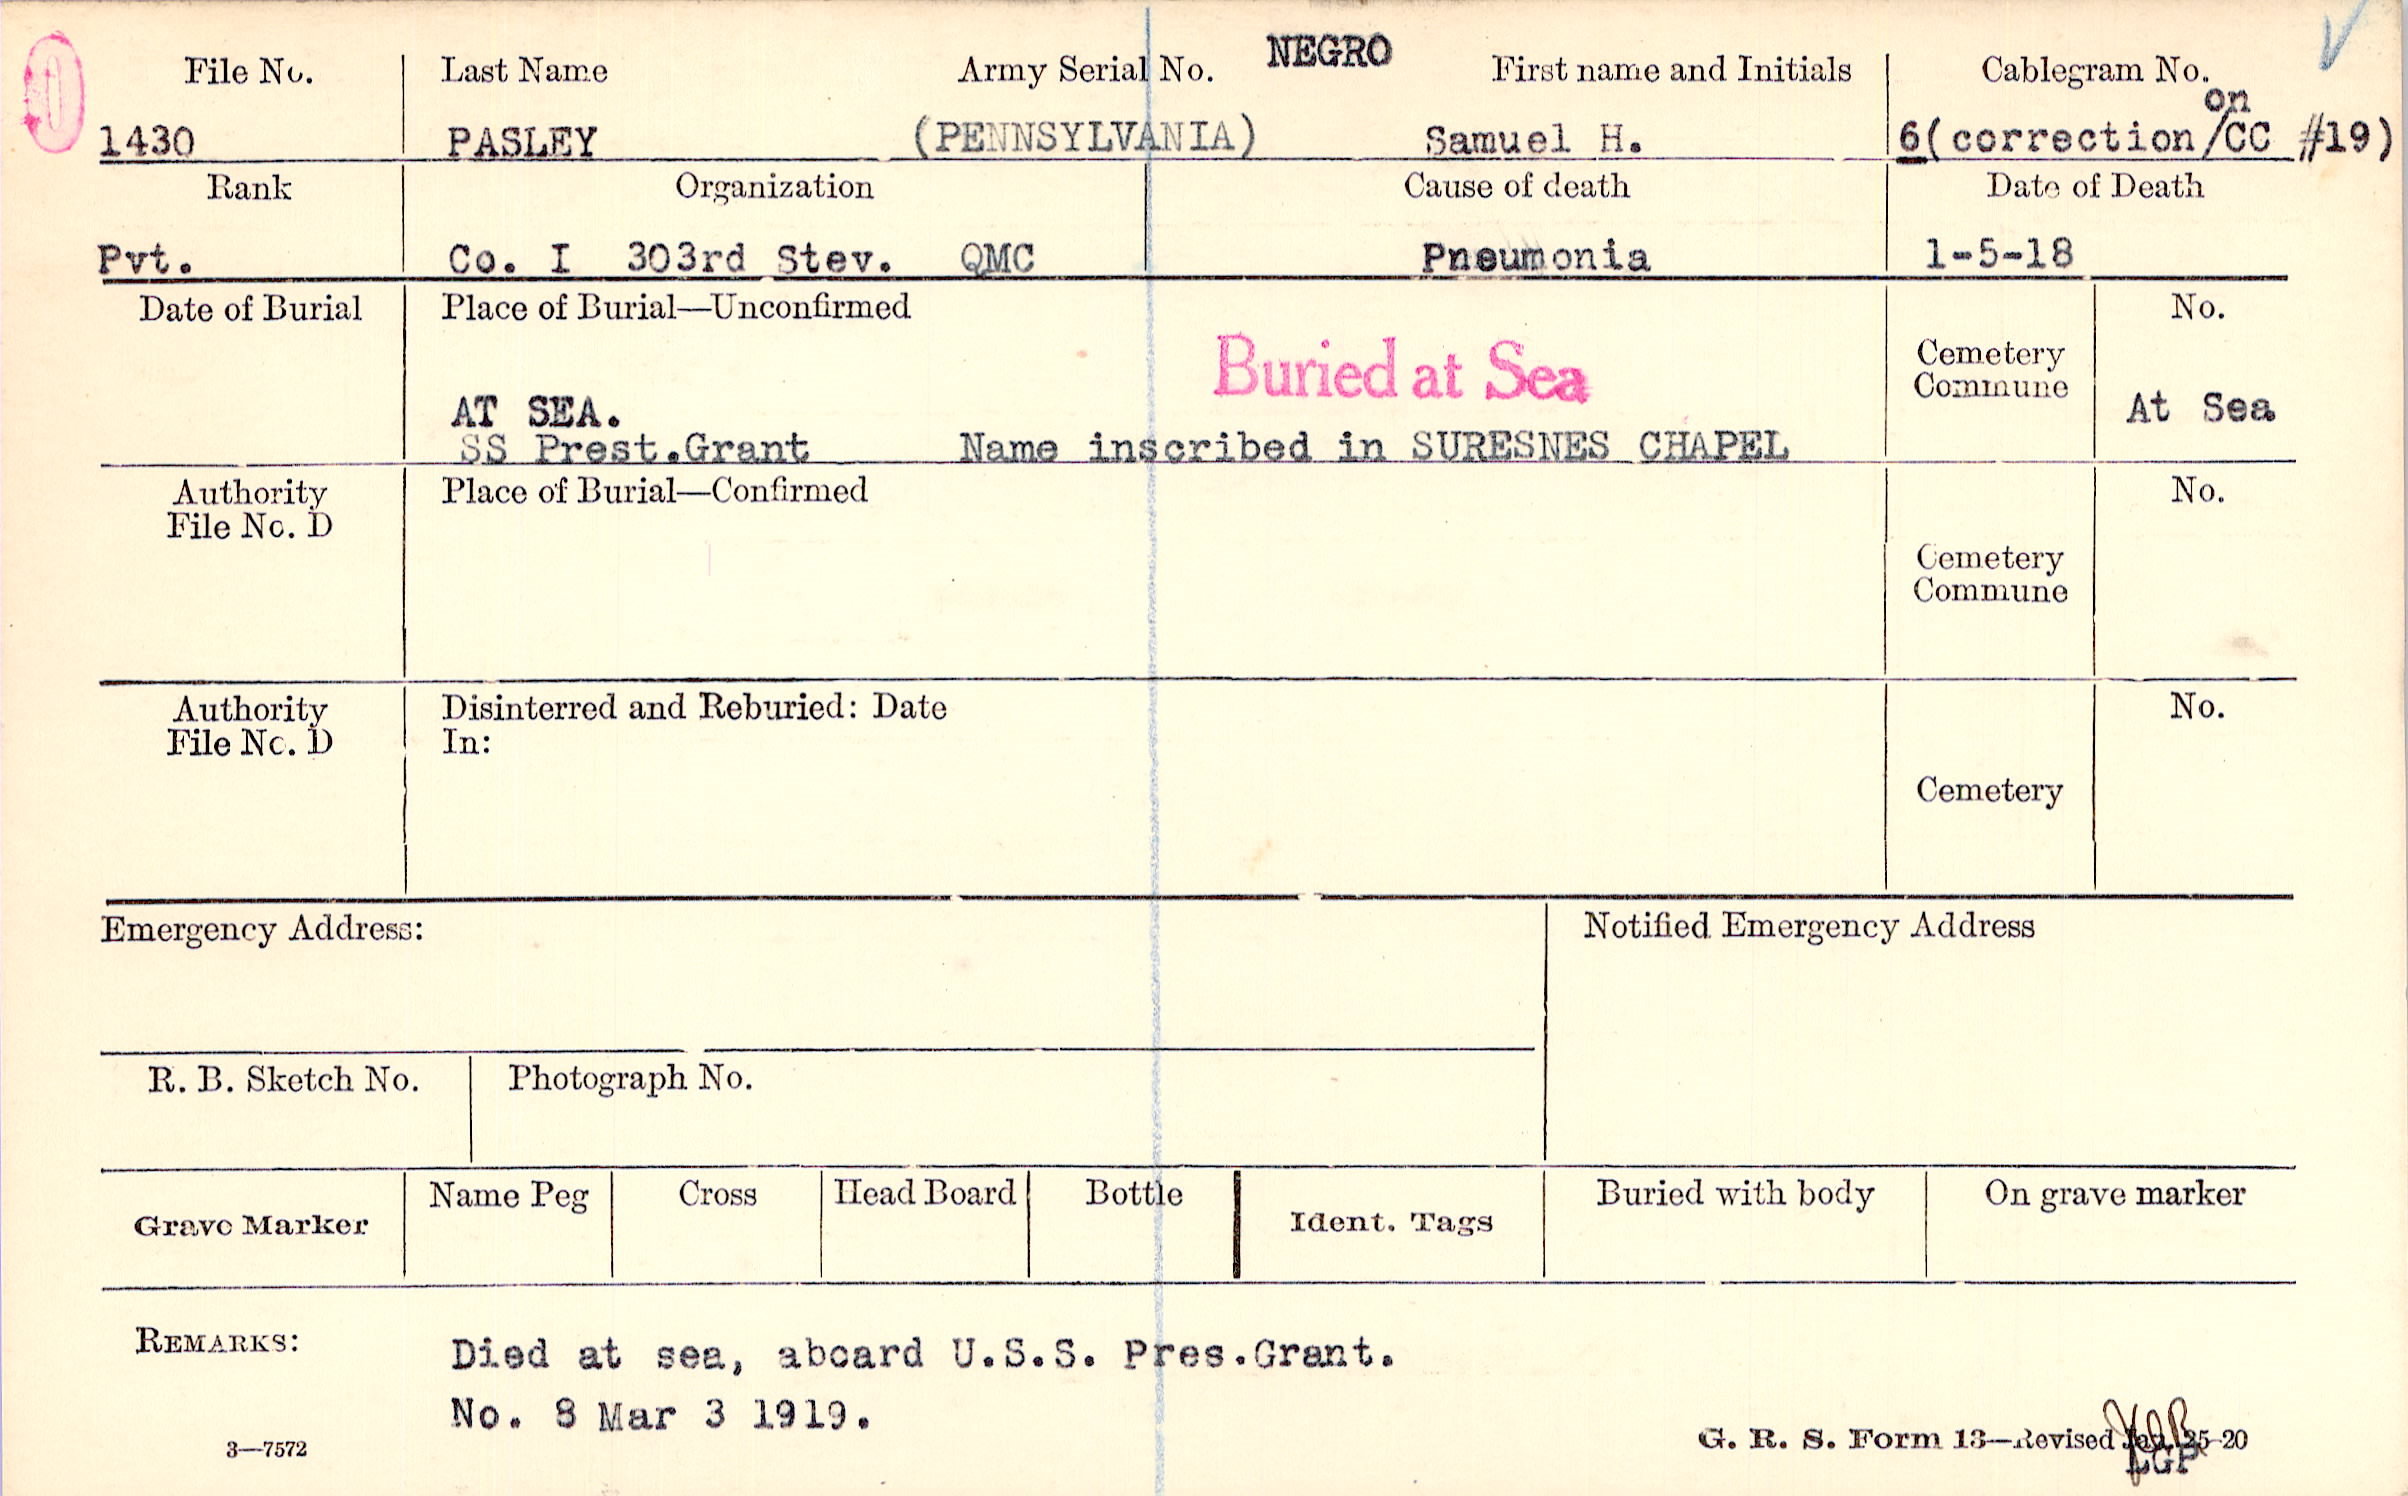 0
File No.
Last Name
Army Serial No.
NEGRO
First name and Initials
Cablegram No.
1430
PASLEY
(PENNSYLVANIA)
Samuel H.
on
6(correction/CC #19)
Rank
Organization
Cause of death
Date of Death
Pvt.
Co. I 303rd Stev. QMC
Pneumonia
1-5-18
Date of Burial
Place of Burial—Unconfirmed
Buried at Sea
Cemetery
Commune
No.
At Sea
AT SEA.
SS Prest.Grant
Name inscribed in SURESNES CHAPEL
Authority
File No. D
Place of Burial—Confirmed
Cemetery
Commune
No.
Authority
File No. D
Disinterred and Reburied: Date
In:
Cemetery
No.
Emergency Address:
Notified Emergency Address
R. B. Sketch No.
Photograph No.
Grave Marker
Name Peg
Cross
Head Board
Bottle
Ident. Tags
Buried with body
On grave marker
REMARKS:
Died at sea, aboard U.S.S. Pres.Grant.
No. 8 Mar 3 1919.
3—7572
G. R. S. Form 13—Revised Jan. 25-20
LGP